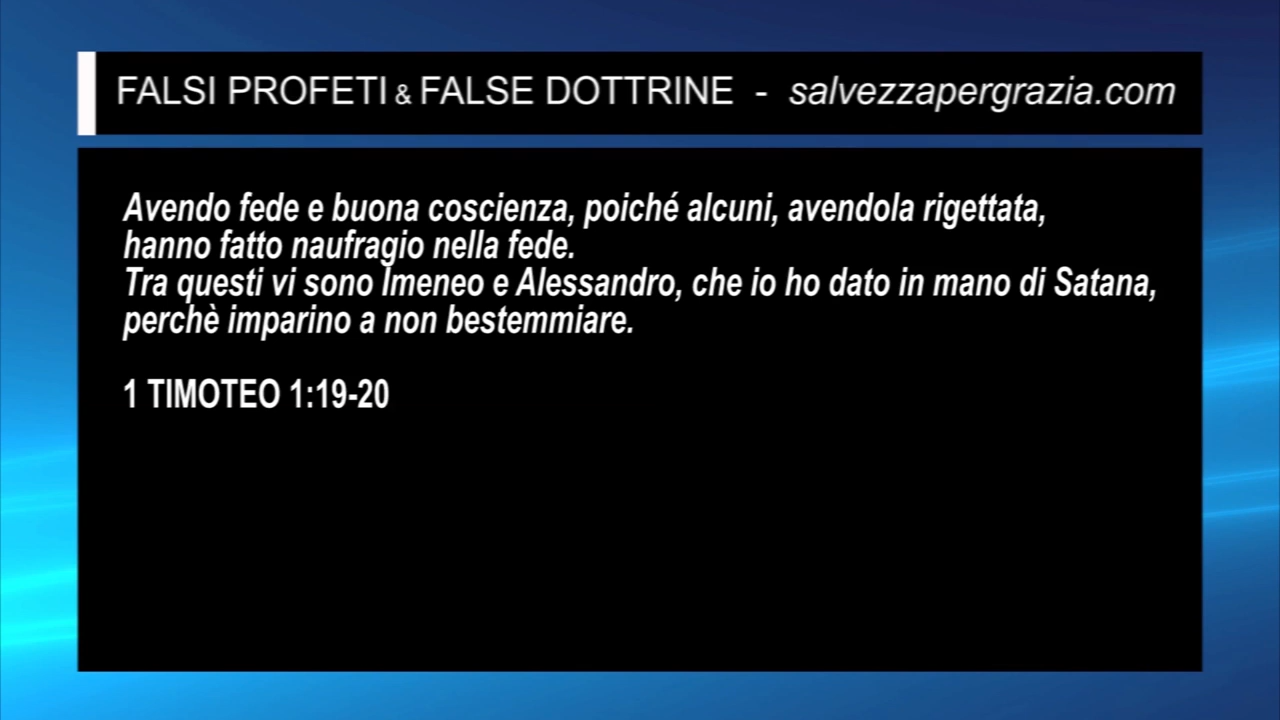 FALSI PROFETI & FALSE DOTTRINE - salvezzapergrazia.com
Avendo fede e buona coscienza, poiché alcuni, avendola rigettata,
hanno fatto naufragio nella fede.
Tra questi vi sono Imeneo e Alessandro, che io ho dato in mano di Satana,
perchè imparino a non bestemmiare.
1 TIMOTEO 1:19-20